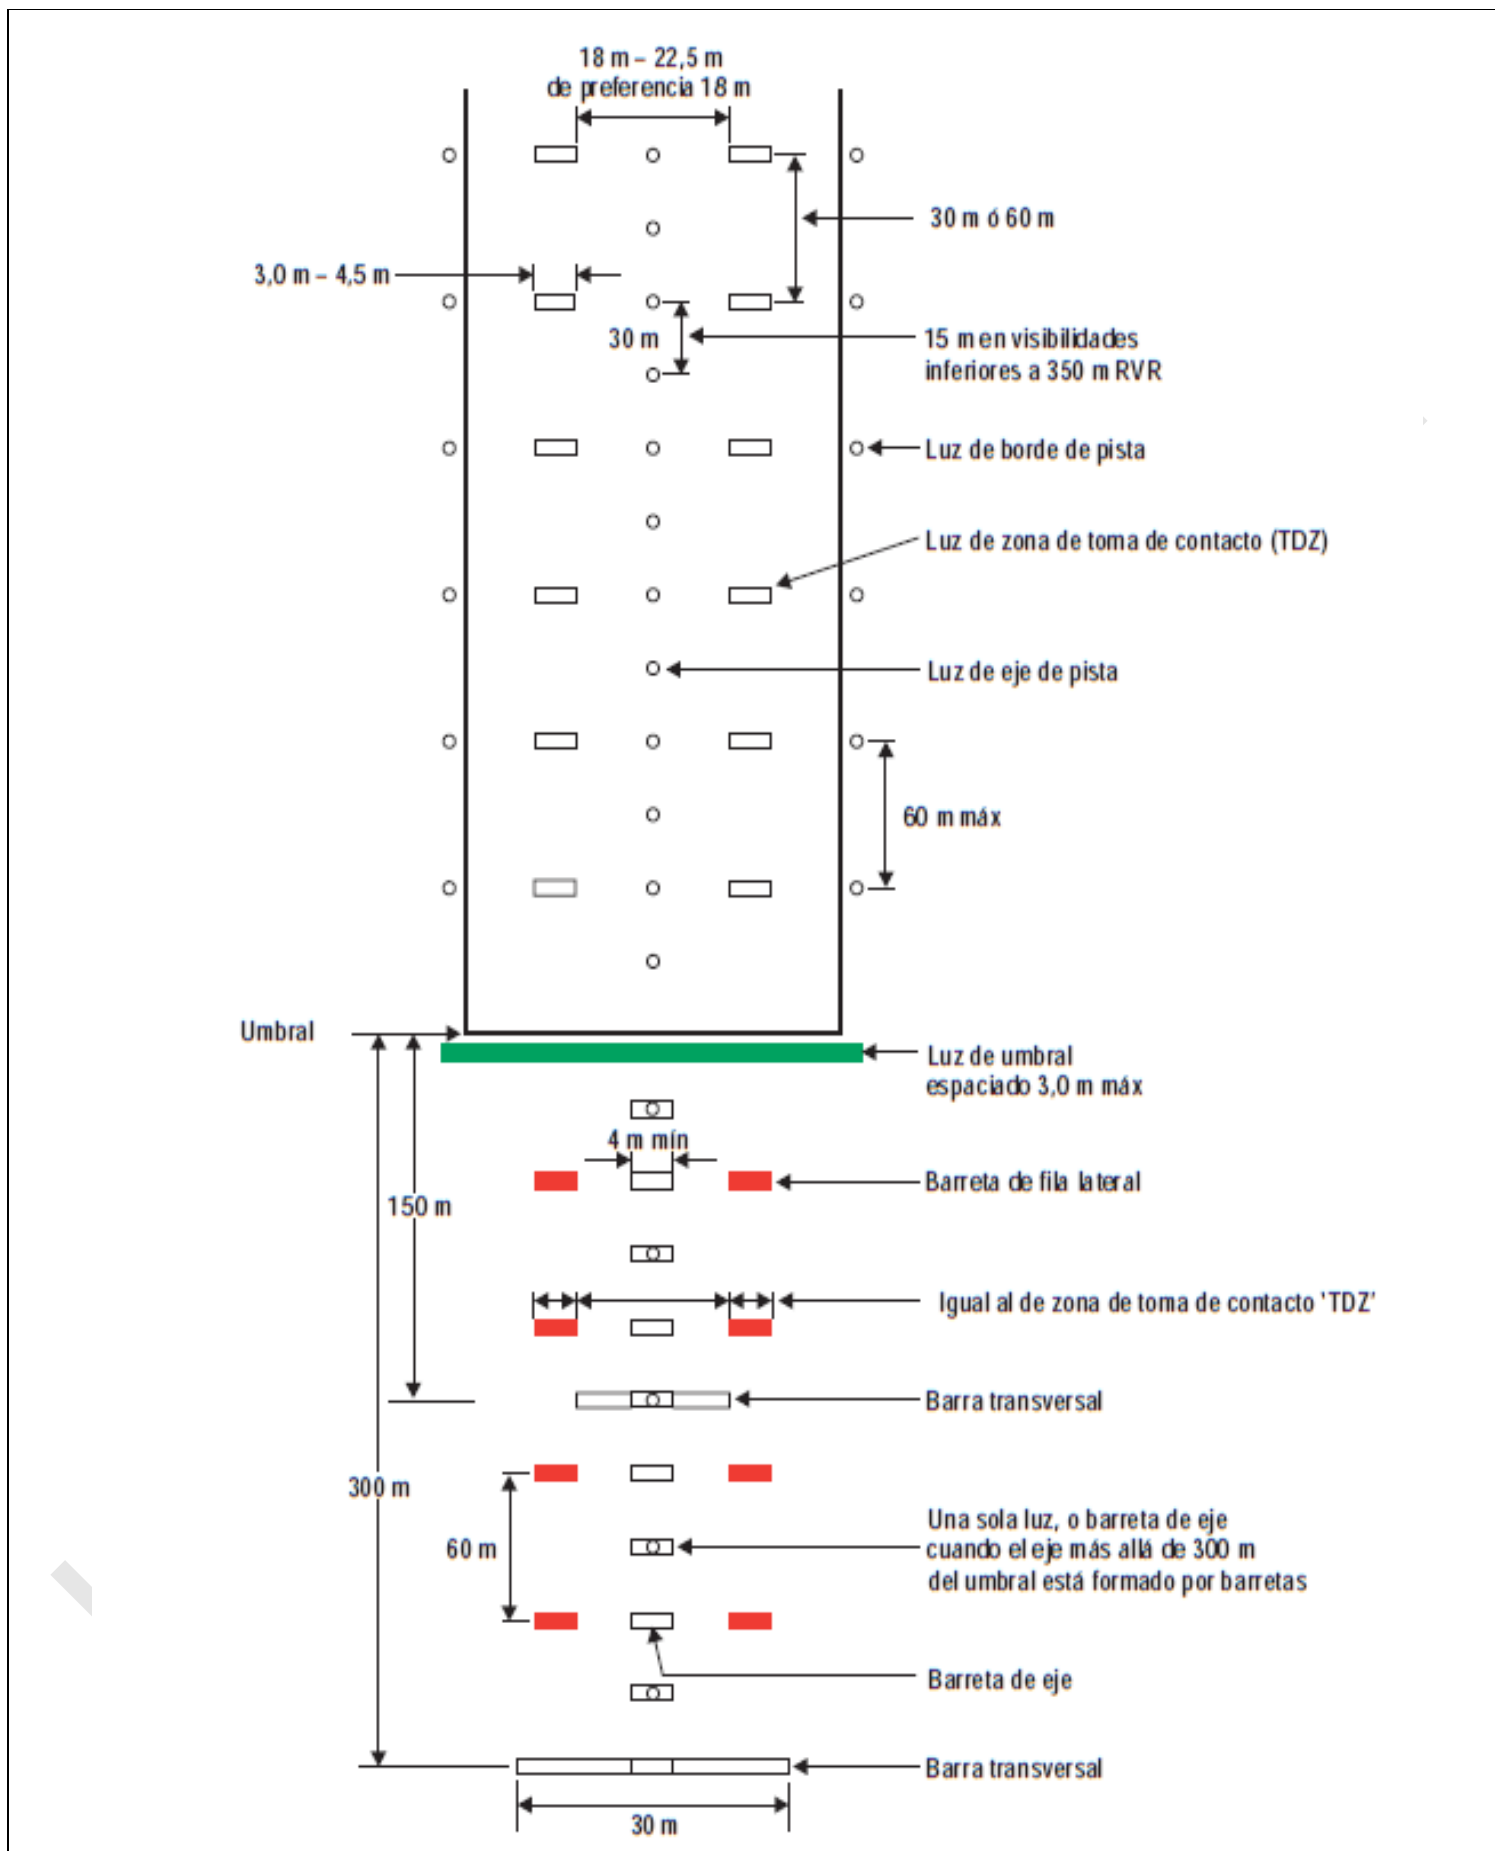 18 m – 22,5 m
de preferencia 18 m
30 m ó 60 m
3,0 m – 4,5 m
30 m
15 m en visibilidades
inferiores a 350 m RVR
Luz de borde de pista
Luz de zona de toma de contacto (TDZ)
Luz de eje de pista
60 m máx
Umbral
Luz de umbral
espaciado 3,0 m máx
4 m mín
Barreta de fila lateral
150 m
Igual al de zona de toma de contacto 'TDZ'
Barra transversal
300 m
60 m
Una sola luz, o barreta de eje
cuando el eje más allá de 300 m
del umbral está formado por barretas
Barreta de eje
Barra transversal
30 m